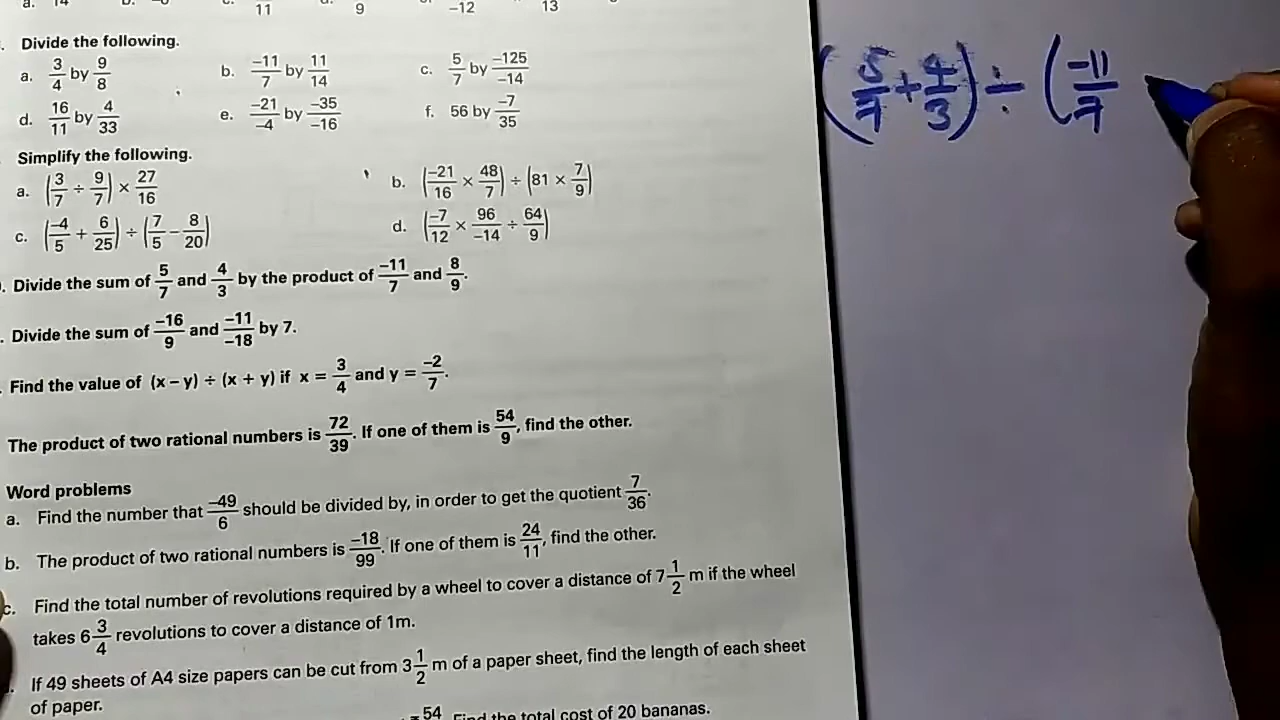 Divide the following.
a. 3/4 by 9/8 b. -11/7 by 11/14 c. 5/7 by -125/-14
d. 16/11 by 4/33 e. -21/-4 by -35/-16 f. 56 by -7/35
Simplify the following.
a. (3/7 ÷ 9/7) × 27/16 b. (-21/16 × 48/7) ÷ (81 × 7/9)
c. (-4/5 + 6/25) ÷ (7/5 - 8/20) d. (-7/12 × 96/-14 ÷ 64/9)
Divide the sum of 5/7 and 4/3 by the product of -11/7 and 8/9.
Divide the sum of -16/9 and -11/-18 by 7.
Find the value of (x – y) ÷ (x + y) if x = 3/4 and y = -2/7.
The product of two rational numbers is 72/39. If one of them is 54/9, find the other.
Word problems
a. Find the number that -49/6 should be divided by, in order to get the quotient 7/36.
b. The product of two rational numbers is -18/99. If one of them is 24/11, find the other.
c. Find the total number of revolutions required by a wheel to cover a distance of 7 1/2 m if the wheel
takes 6 3/4 revolutions to cover a distance of 1m.
If 49 sheets of A4 size papers can be cut from 3 1/2 m of a paper sheet, find the length of each sheet
of paper.
= 54 Find the total cost of 20 bananas.
(5/7 + 4/3) ÷ (-11/7